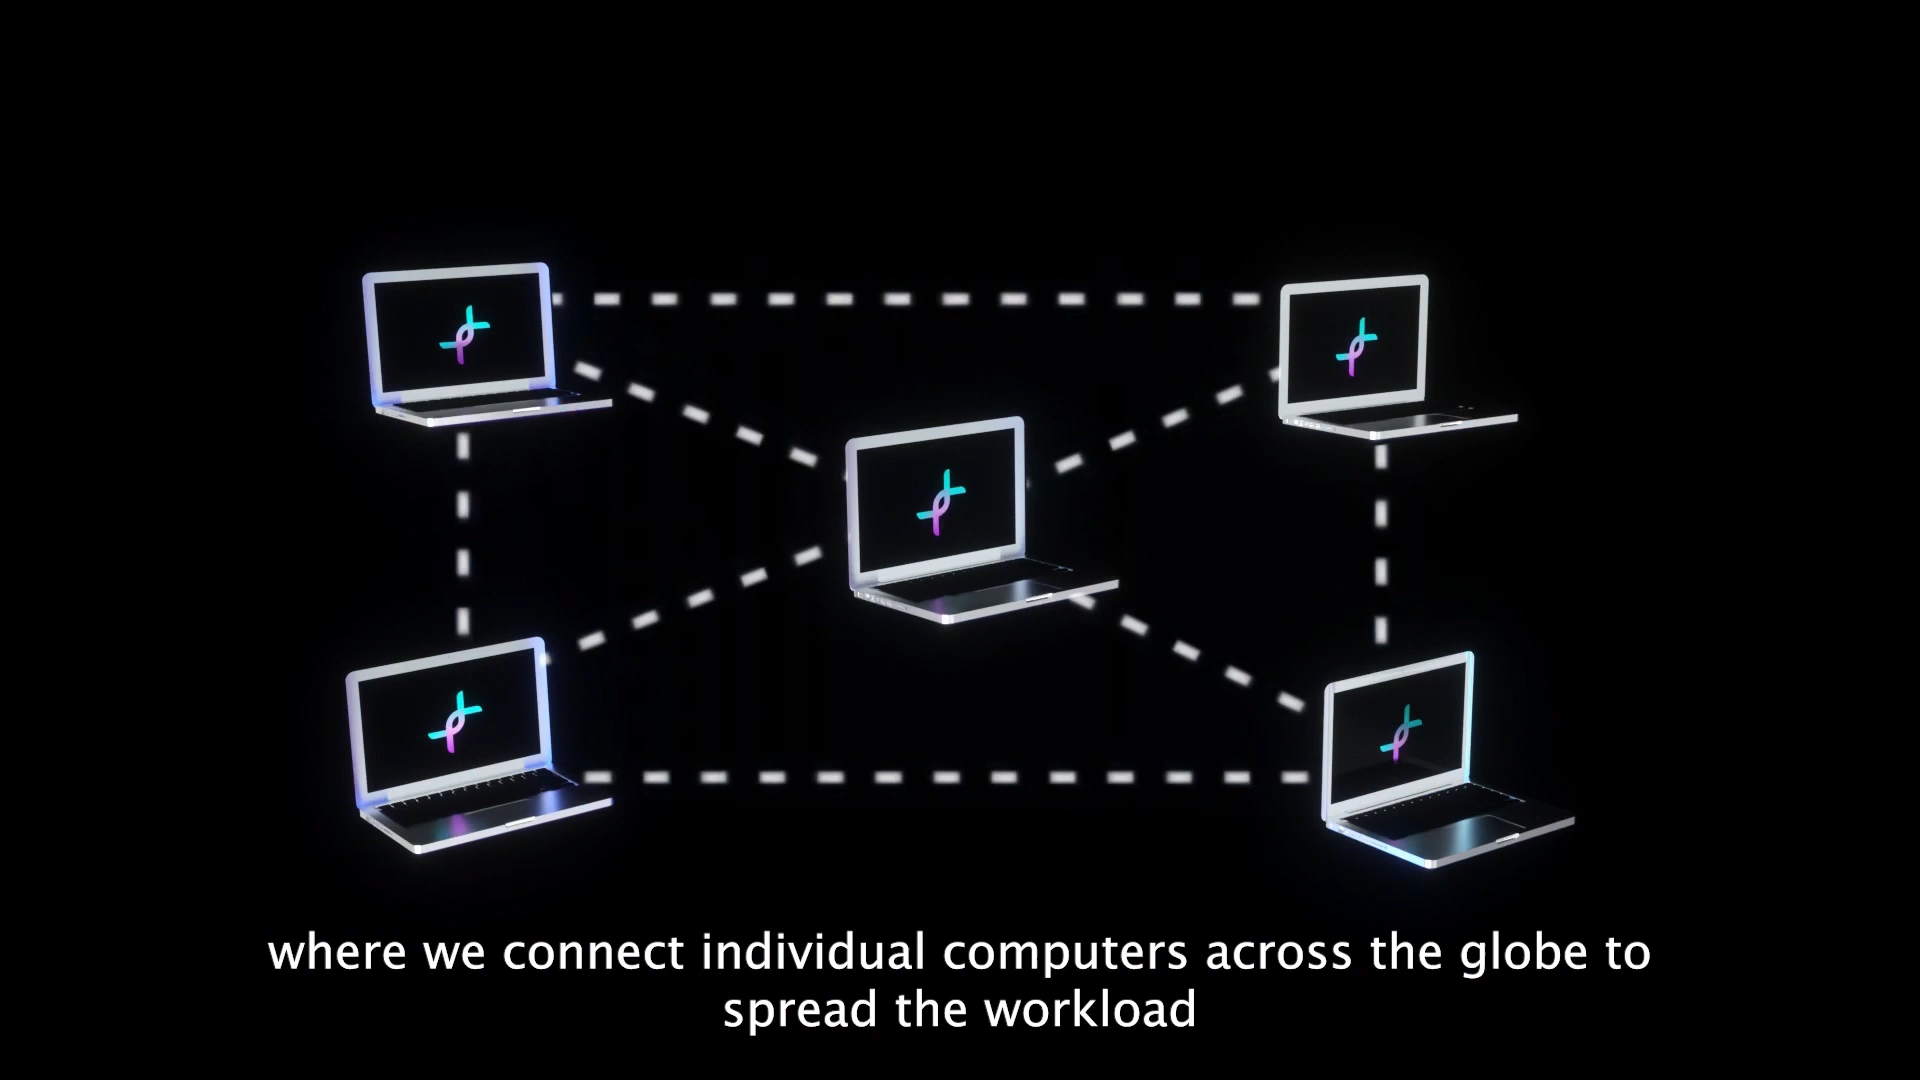 where we connect individual computers across the globe to
spread the workload